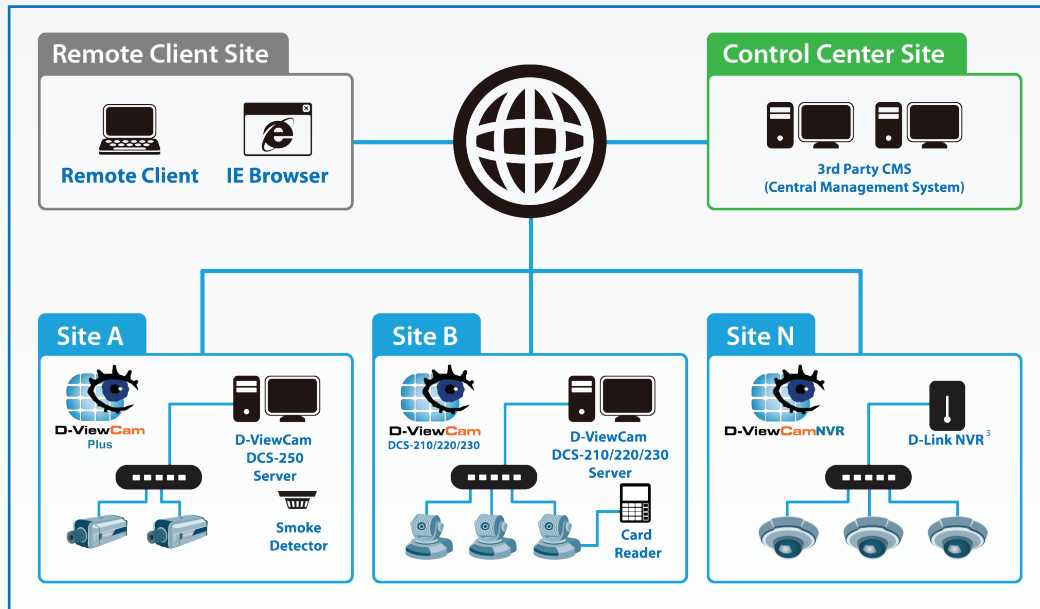 Remote Client Site
Remote Client
IE Browser
Control Center Site
3rd Party CMS
(Central Management System)
Site A
D-ViewCam
Plus
D-ViewCam
DCS-250
Server
Smoke
Detector
Site B
D-ViewCam
DCS-210/220/230
D-ViewCam
DCS-210/220/230
Server
Card
Reader
Site N
D-ViewCamNVR
D-Link NVR³